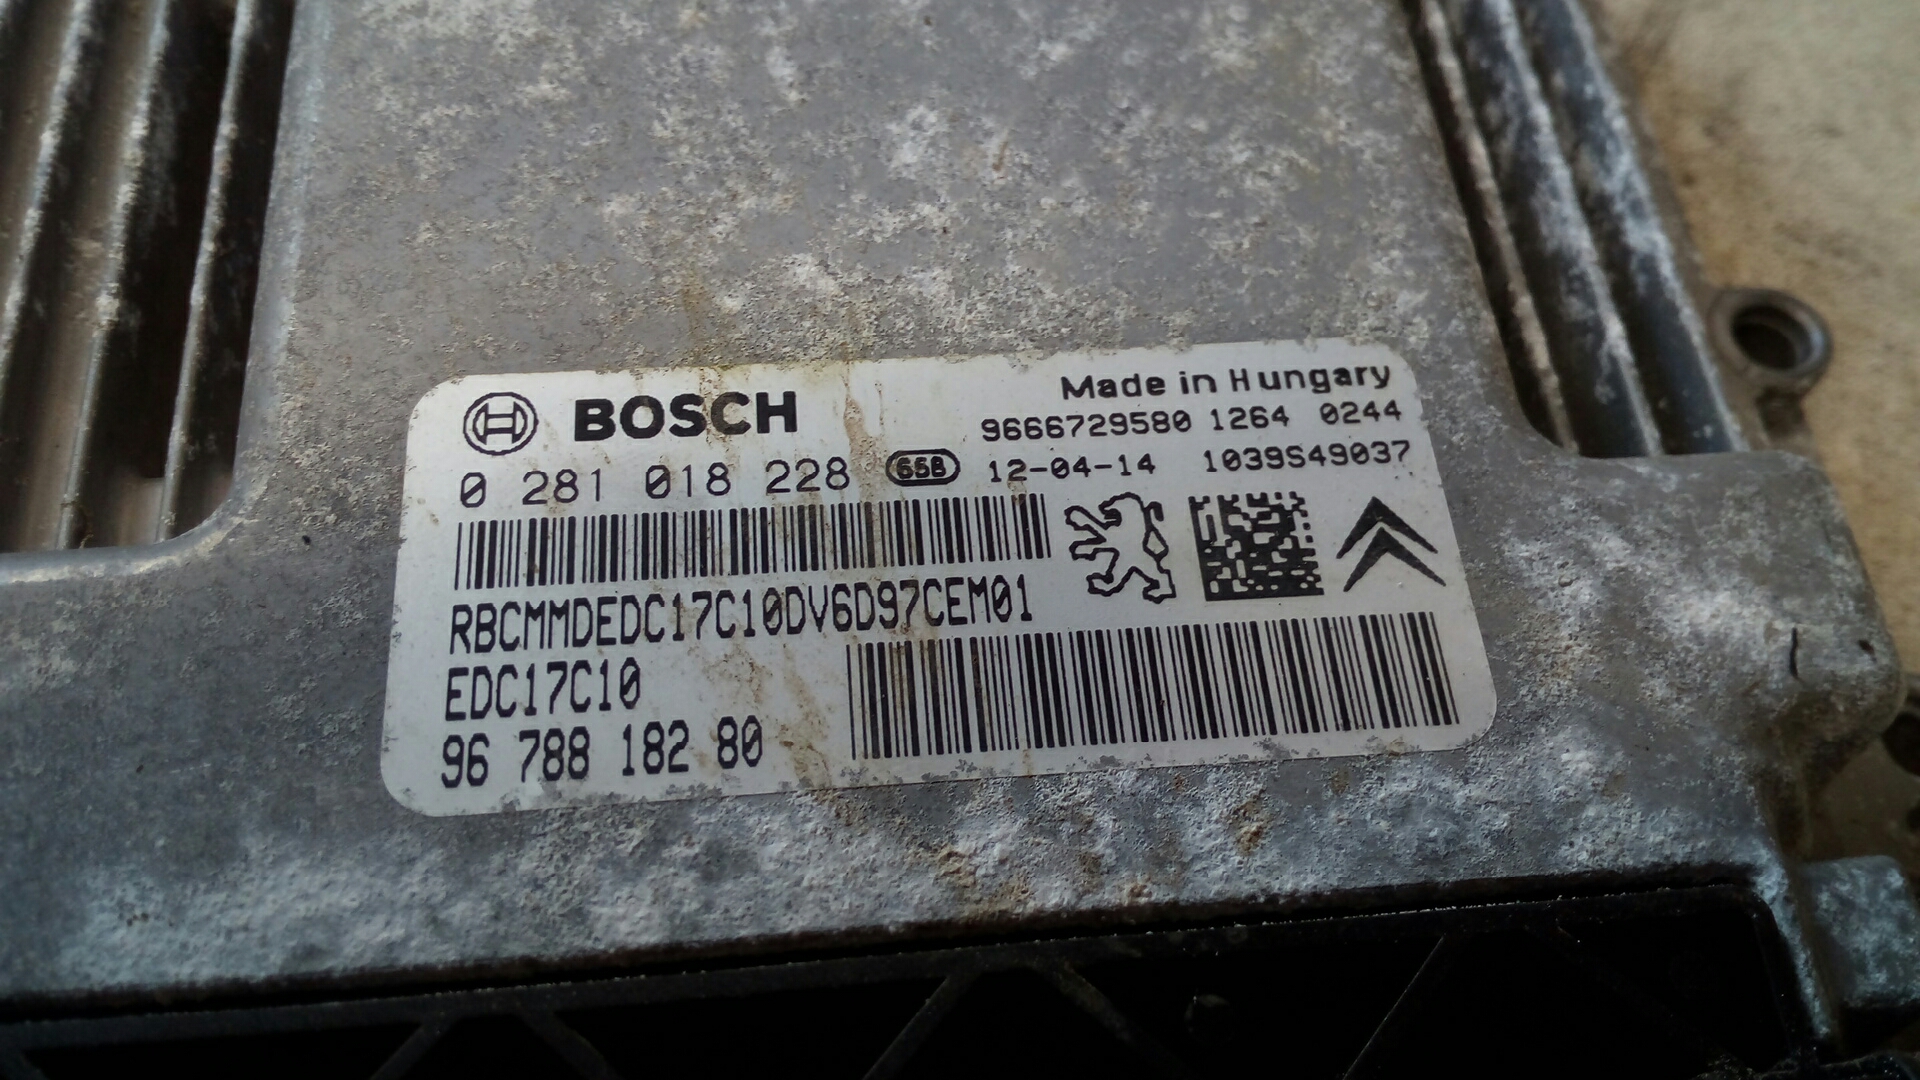 BOSCH
Made in Hungary
9666729580 1264 0244
0 281 018 228 65B 12-04-14 1039S49037
RBCMMDEDC17C10DV6D97CEM01
EDC17C10
96 788 182 80